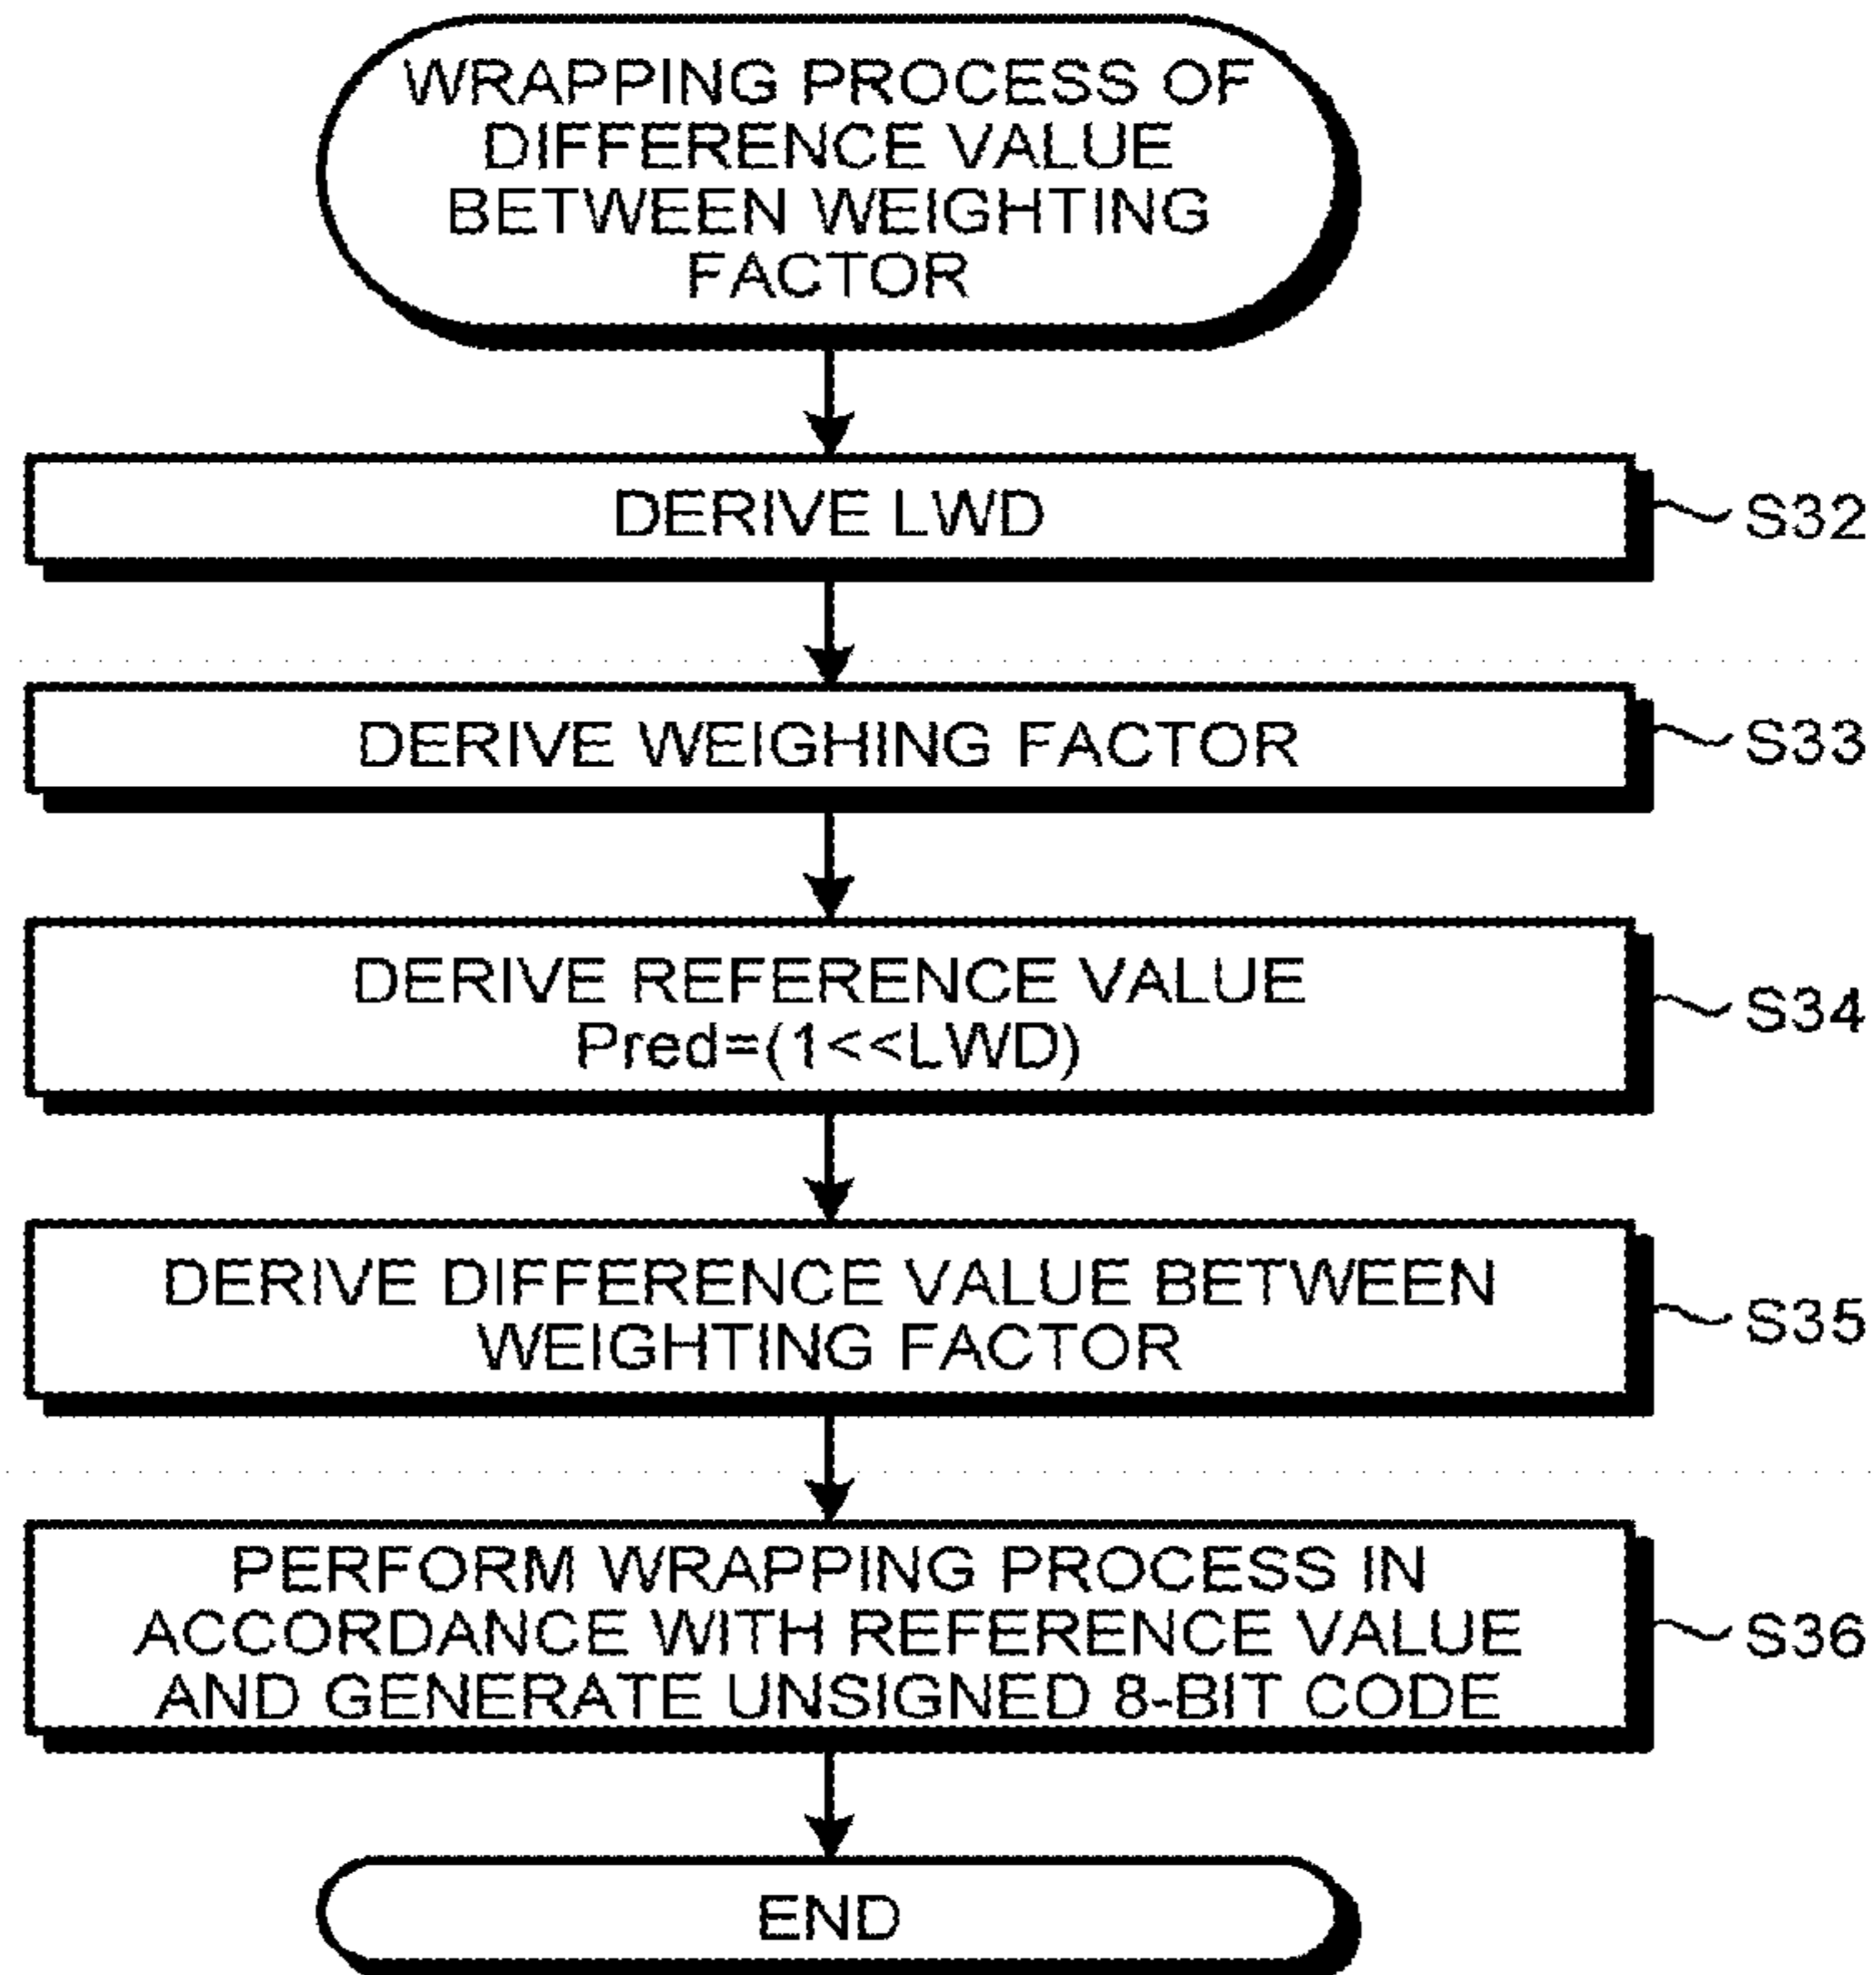 WRAPPING PROCESS OF
DIFFERENCE VALUE
BETWEEN WEIGHTING
FACTOR
DERIVE LWD
S32
DERIVE WEIGHING FACTOR
S33
DERIVE REFERENCE VALUE
Pred=(1<<LWD)
S34
DERIVE DIFFERENCE VALUE BETWEEN
WEIGHTING FACTOR
S35
PERFORM WRAPPING PROCESS IN
ACCORDANCE WITH REFERENCE VALUE
AND GENERATE UNSIGNED 8-BIT CODE
S36
END